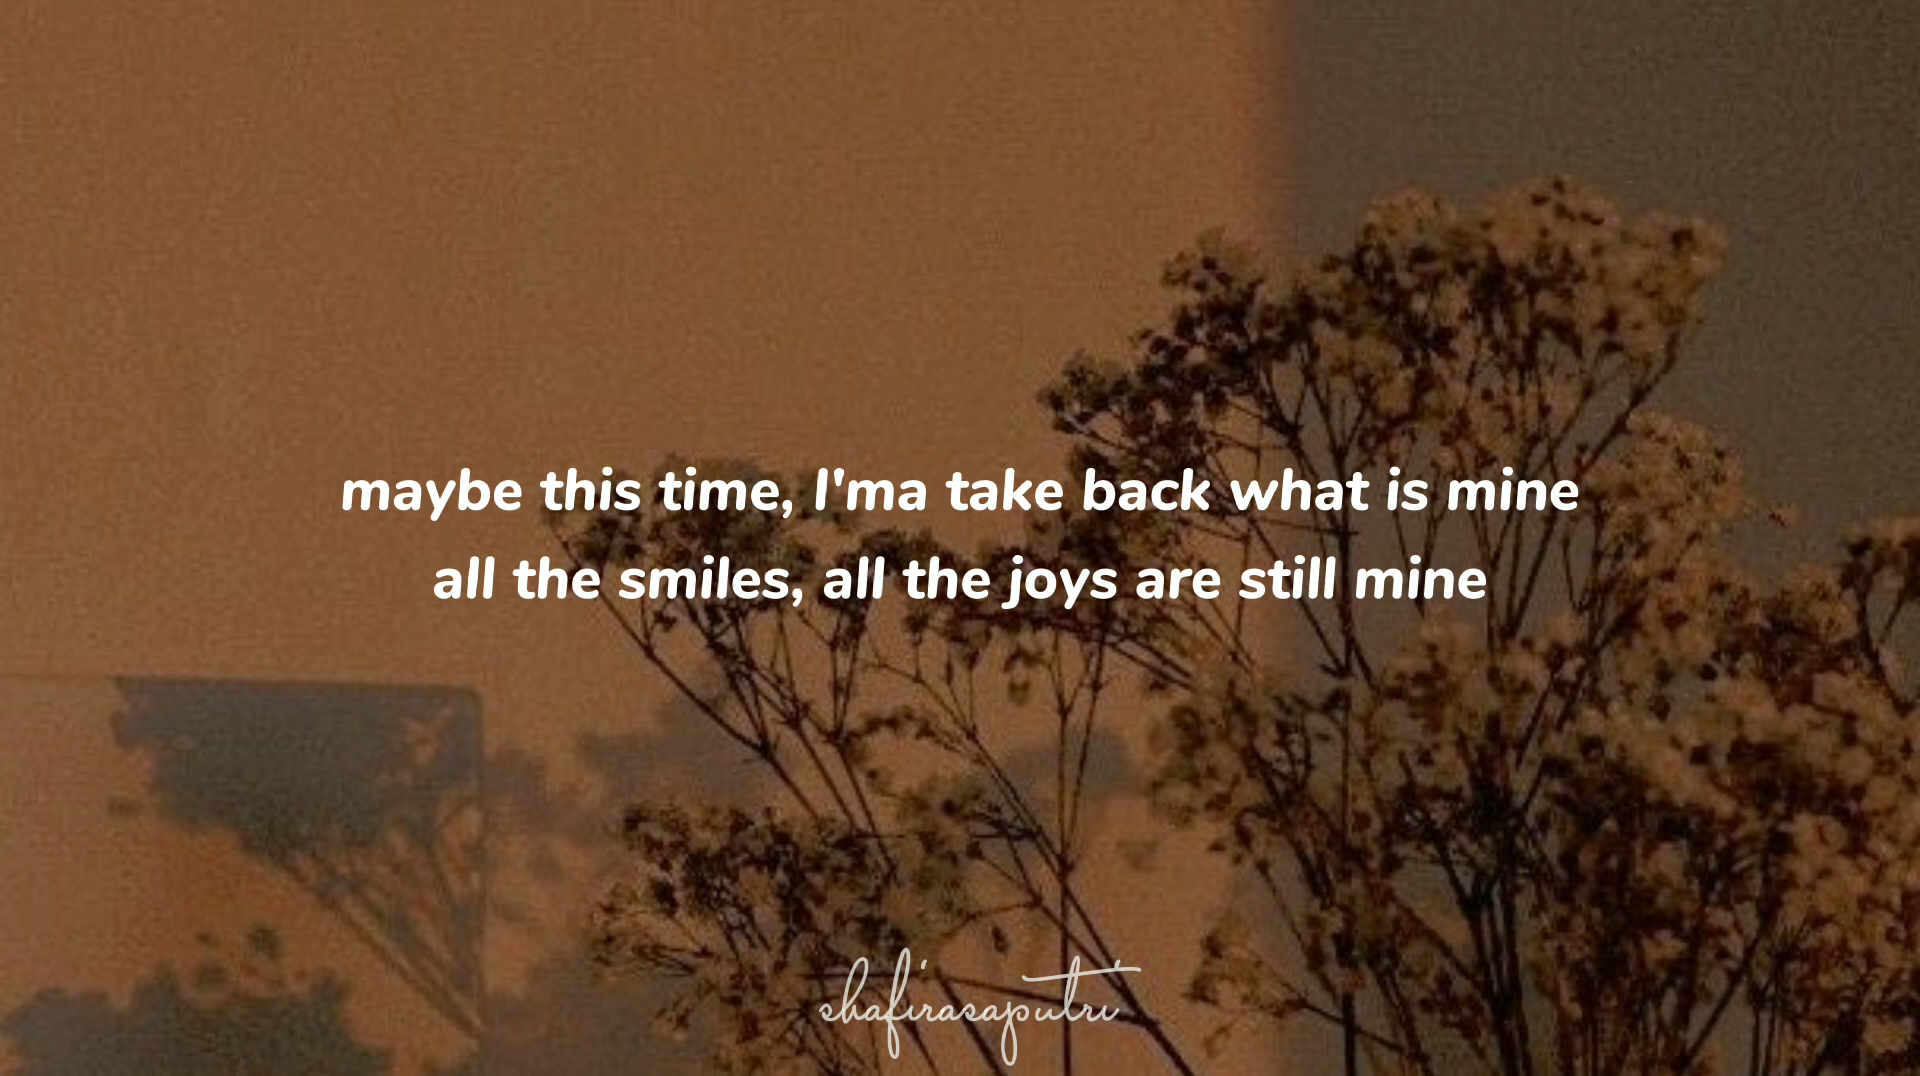 maybe this time, I'ma take back what is mine
all the smiles, all the joys are still mine
shafirasaputri